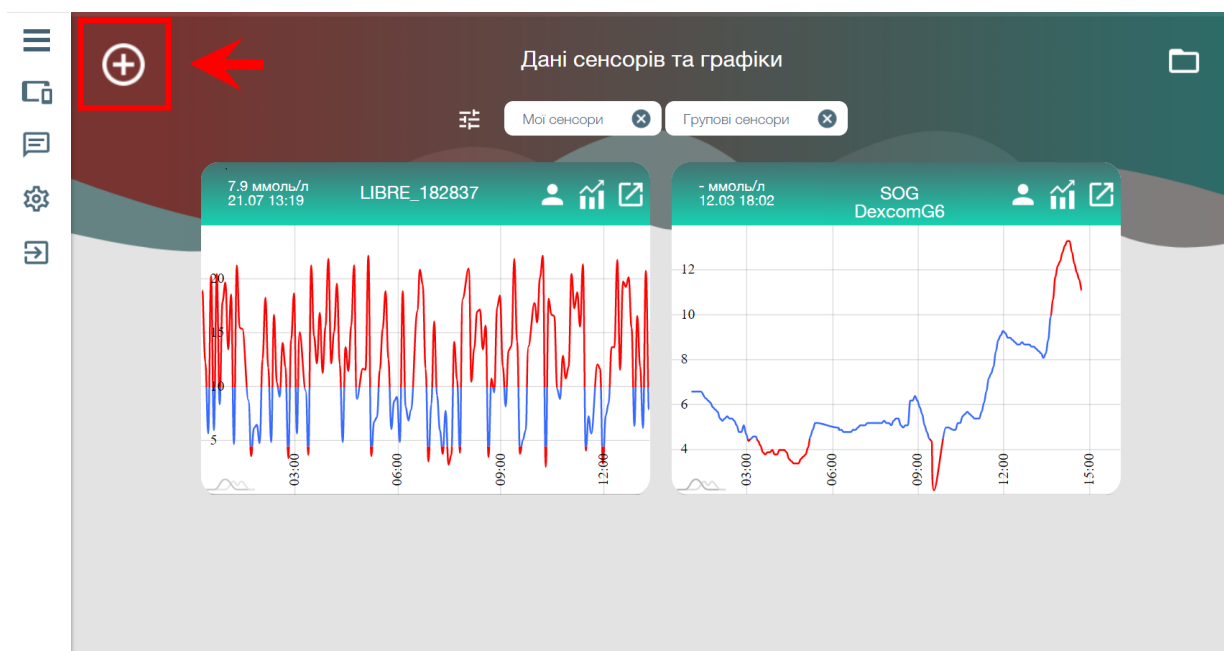 Дані сенсорів та графіки
Мої сенсори
Групові сенсори
7.9 ммоль/л
21.07 13:19
LIBRE_182837
20
15
10
5
03:00
06:00
09:00
12:00
- ммоль/л
12.03 18:02
SOG
DexcomG6
12
10
8
6
4
03:00
06:00
09:00
12:00
15:00